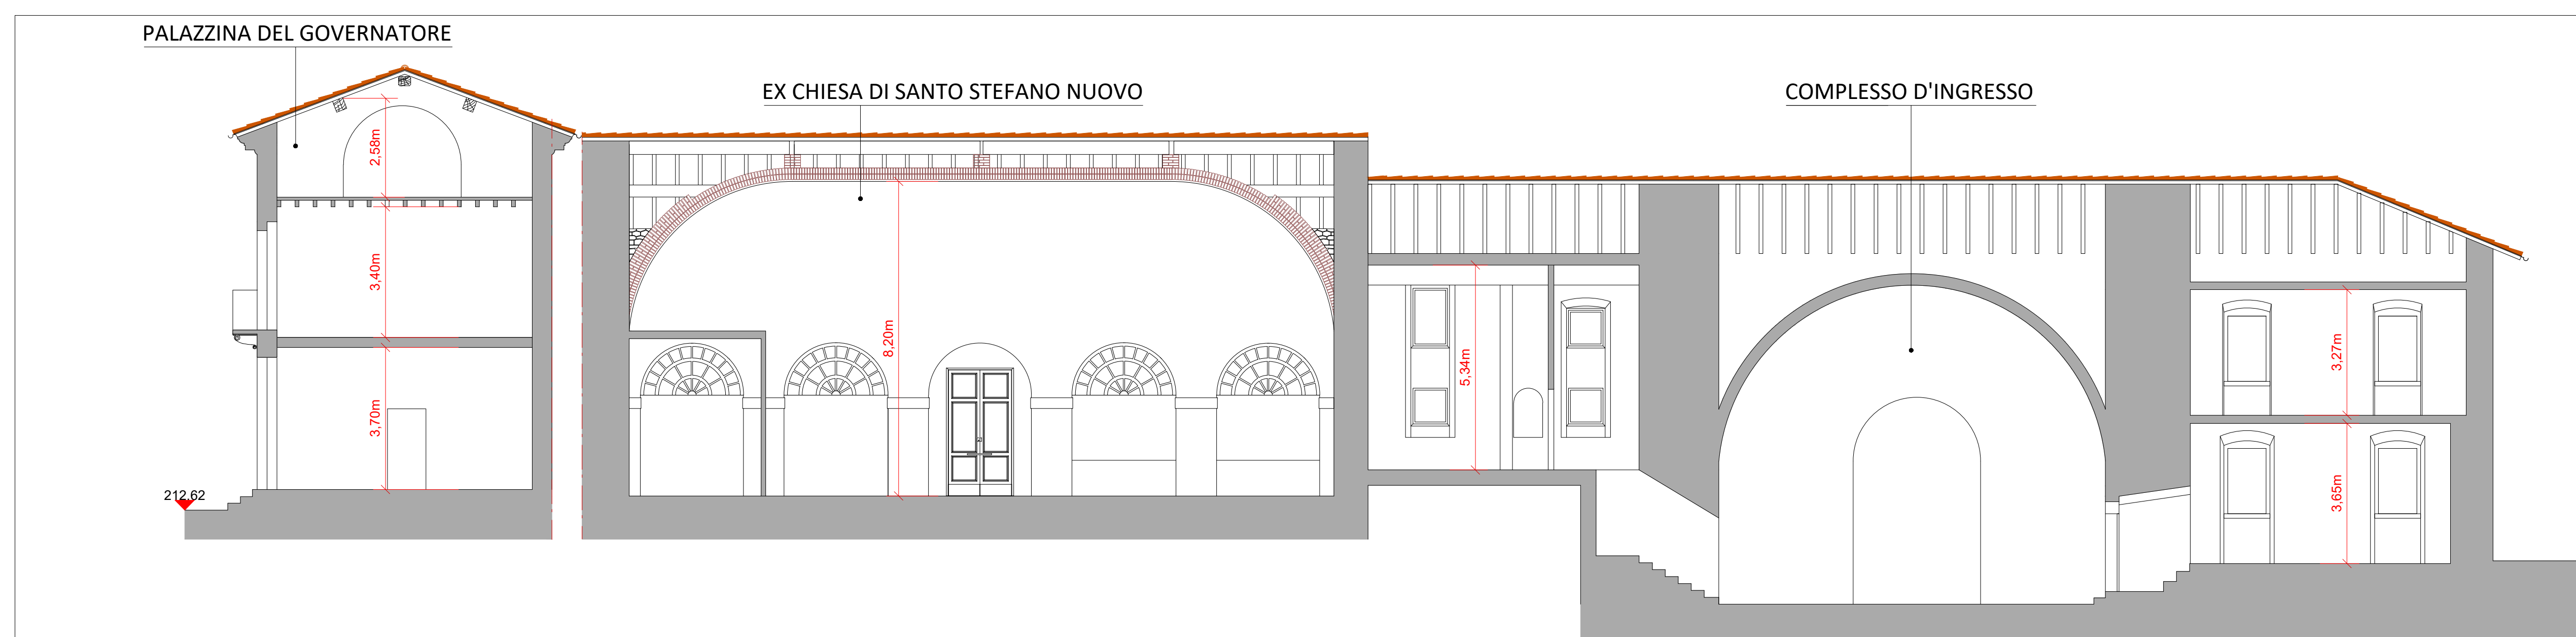 PALAZZINA DEL GOVERNATORE
EX CHIESA DI SANTO STEFANO NUOVO
COMPLESSO D'INGRESSO
2,58m
3,40m
3,70m
212,62
8,20m
5,34m
3,27m
3,65m